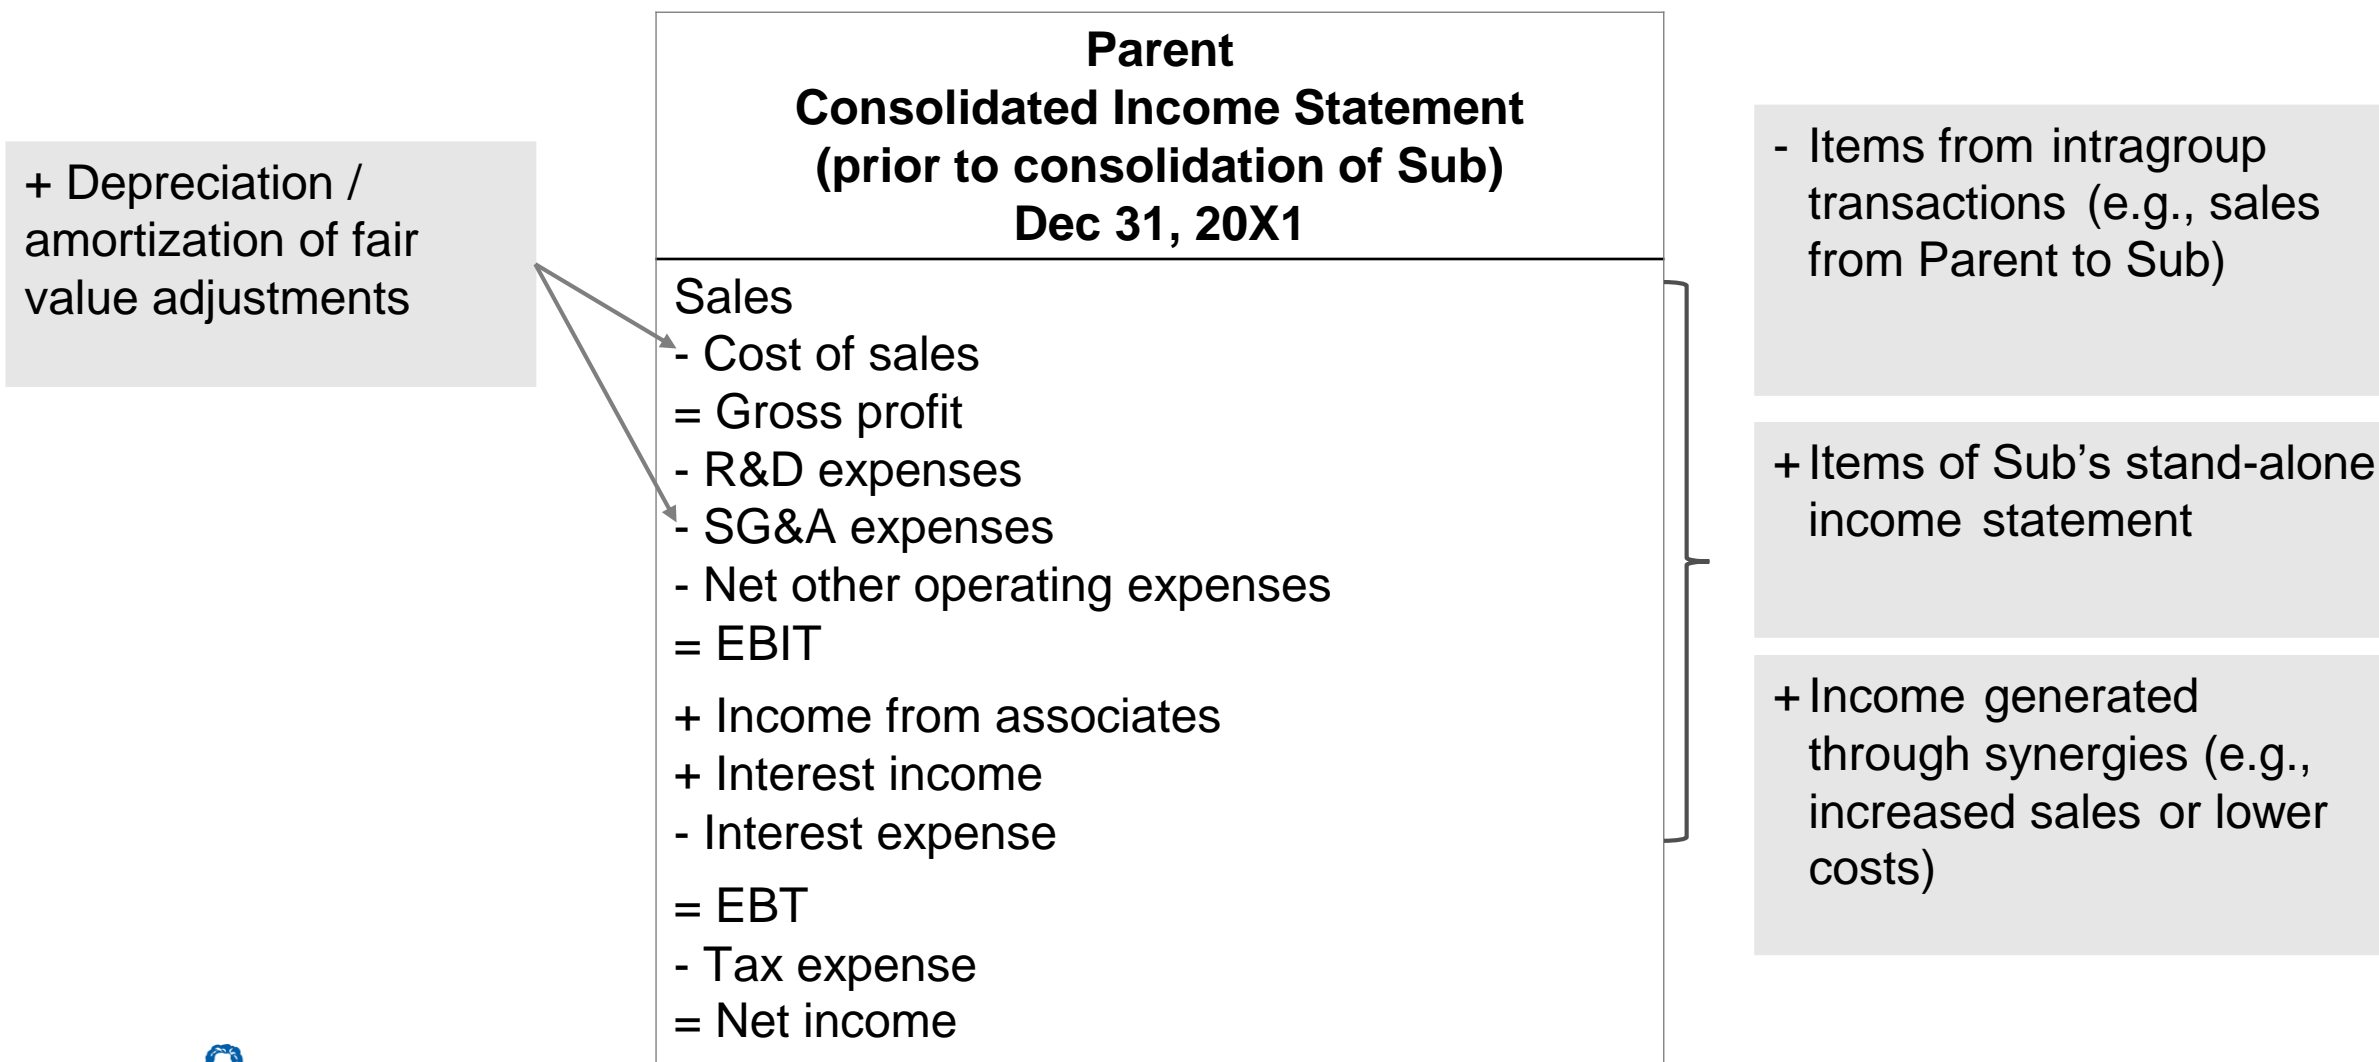 Parent
Consolidated Income Statement
(prior to consolidation of Sub)
Dec 31, 20X1
+ Depreciation /
amortization of fair
value adjustments
Sales
- Cost of sales
= Gross profit
- R&D expenses
- SG&A expenses
- Net other operating expenses
= EBIT
+ Income from associates
+ Interest income
- Interest expense
= EBT
- Tax expense
= Net income
- Items from intragroup
transactions (e.g., sales
from Parent to Sub)
+ Items of Sub’s stand-alone
income statement
+ Income generated
through synergies (e.g.,
increased sales or lower
costs)